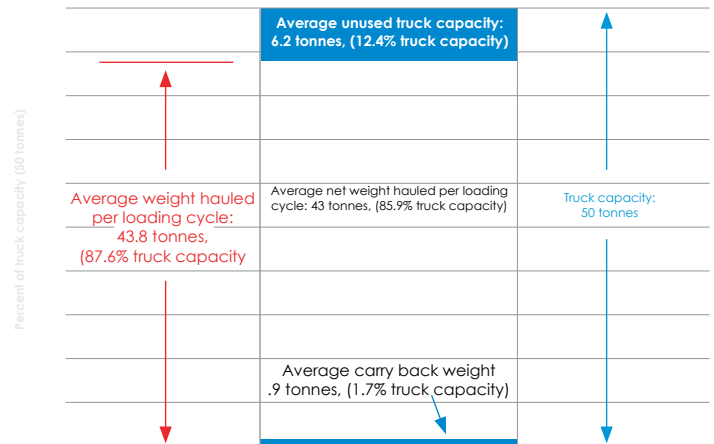 Average unused truck capacity:
6.2 tonnes, (12.4% truck capacity)
Percent of truck capacity (50 tonnes)
Average weight hauled
per loading cycle:
43.8 tonnes,
(87.6% truck capacity
Average net weight hauled per loading
cycle: 43 tonnes, (85.9% truck capacity)
Truck capacity:
50 tonnes
Average carry back weight
.9 tonnes, (1.7% truck capacity)